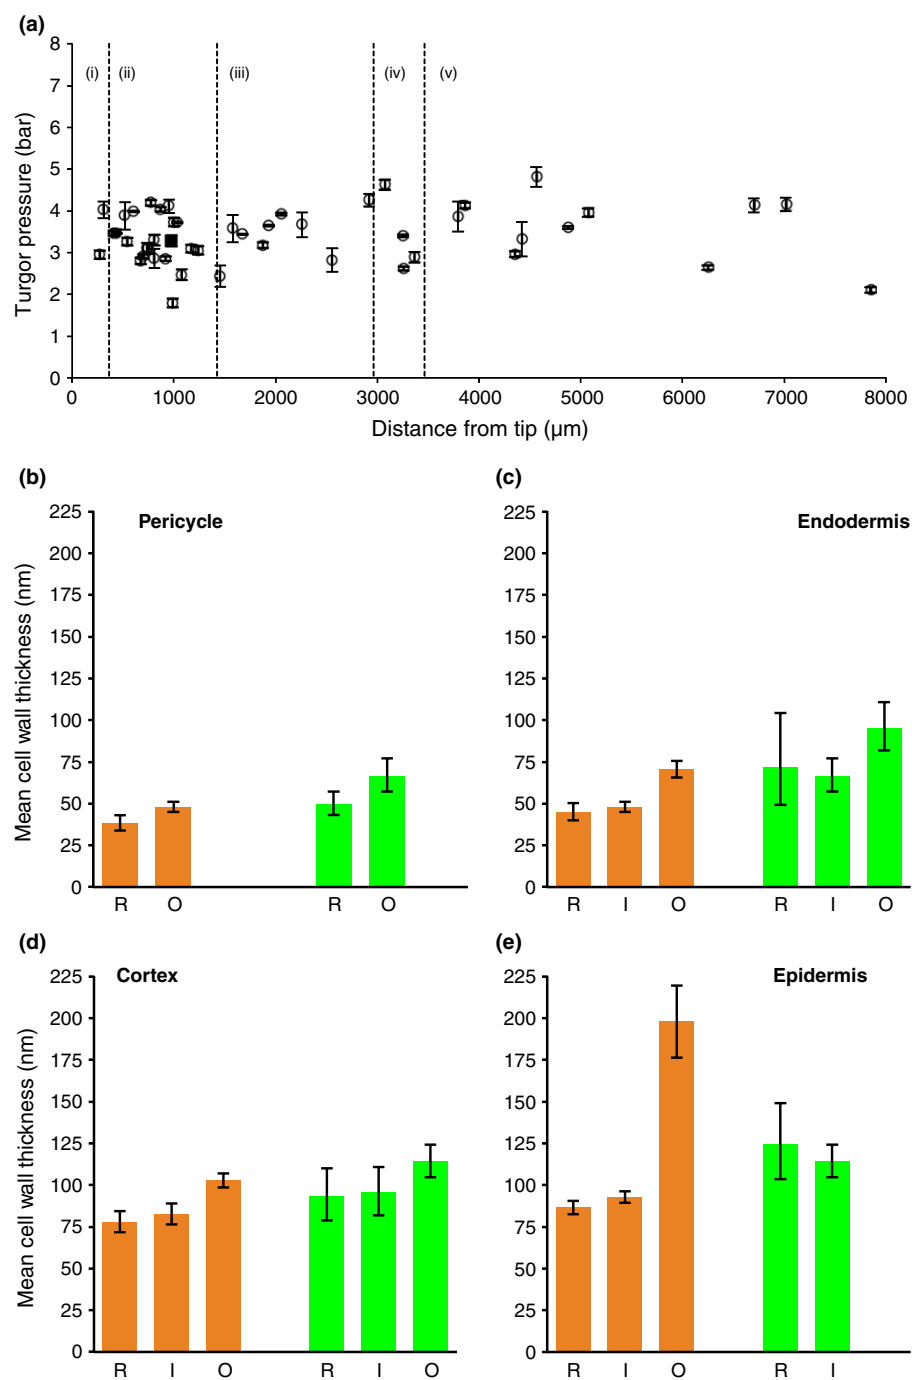 (a)
8
7
6
5
4
3
2
1
0
Turgor pressure (bar)
(i) (ii) (iii) (iv) (v)
0 1000 2000 3000 4000 5000 6000 7000 8000
Distance from tip (µm)
(b)
Pericycle
225
200
175
150
125
100
75
50
25
0
Mean cell wall thickness (nm)
R O R O
(c)
Endodermis
225
200
175
150
125
100
75
50
25
0
R I O R I O
(d)
Cortex
225
200
175
150
125
100
75
50
25
0
Mean cell wall thickness (nm)
R I O R I O
(e)
Epidermis
225
200
175
150
125
100
75
50
25
0
R I O R I